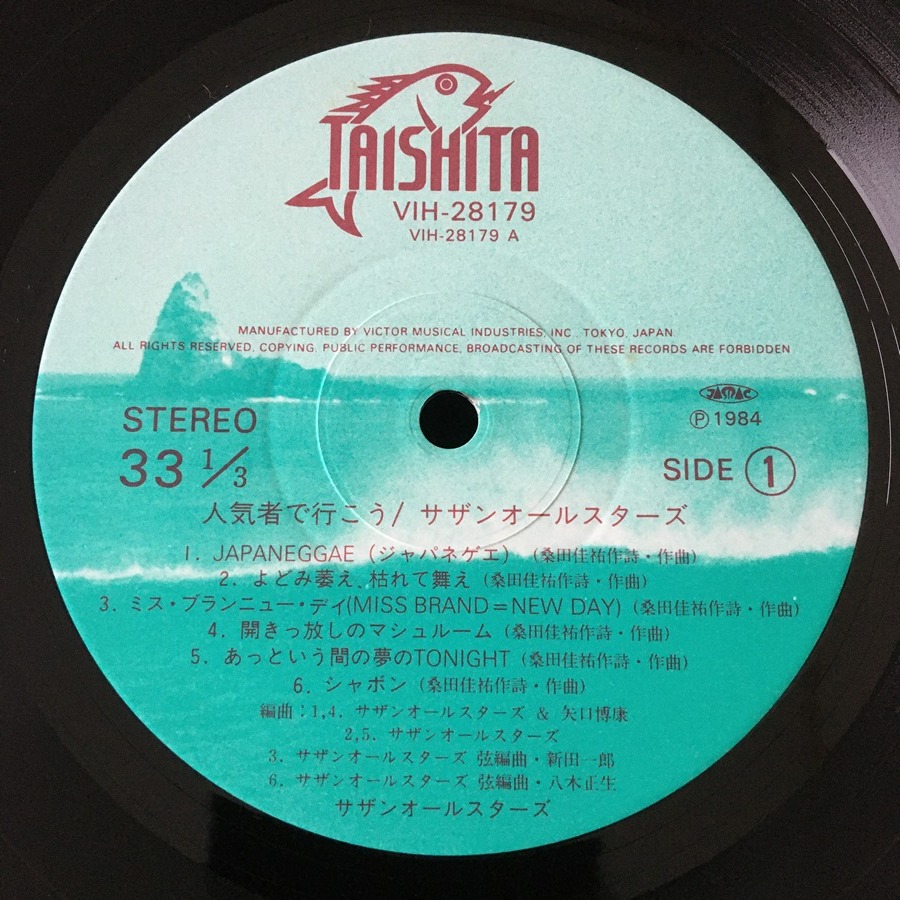 TAISHITA
VIH-28179
VIH-28179 A
MANUFACTURED BY VICTOR MUSICAL INDUSTRIES, INC. TOKYO, JAPAN.
ALL RIGHTS RESERVED. COPYING. PUBLIC PERFORMANCE, BROADCASTING OF THESE RECORDS ARE FORBIDDEN
JASRAC
Ⓟ1984
STEREO
33 1/3
SIDE ①
人気者で行こう/ サザンオールスターズ
1. JAPANEGGAE (ジャパネゲエ) (桑田佳祐作詩・作曲)
2. よどみ萎え、枯れて舞え (桑田佳祐作詩・作曲)
3. ミス・ブランニュー・デイ(MISS BRAND=NEW DAY) (桑田佳祐作詩・作曲)
4. 開きっ放しのマシュルーム (桑田佳祐作詩・作曲)
5. あっという間の夢のTONIGHT (桑田佳祐作詩・作曲)
6. シャボン (桑田佳祐作詩・作曲)
編曲:1,4. サザンオールスターズ & 矢口博康
2,5. サザンオールスターズ
3. サザンオールスターズ 弦編曲・新田一郎
6. サザンオールスターズ 弦編曲・八木正生
サザンオールスターズ